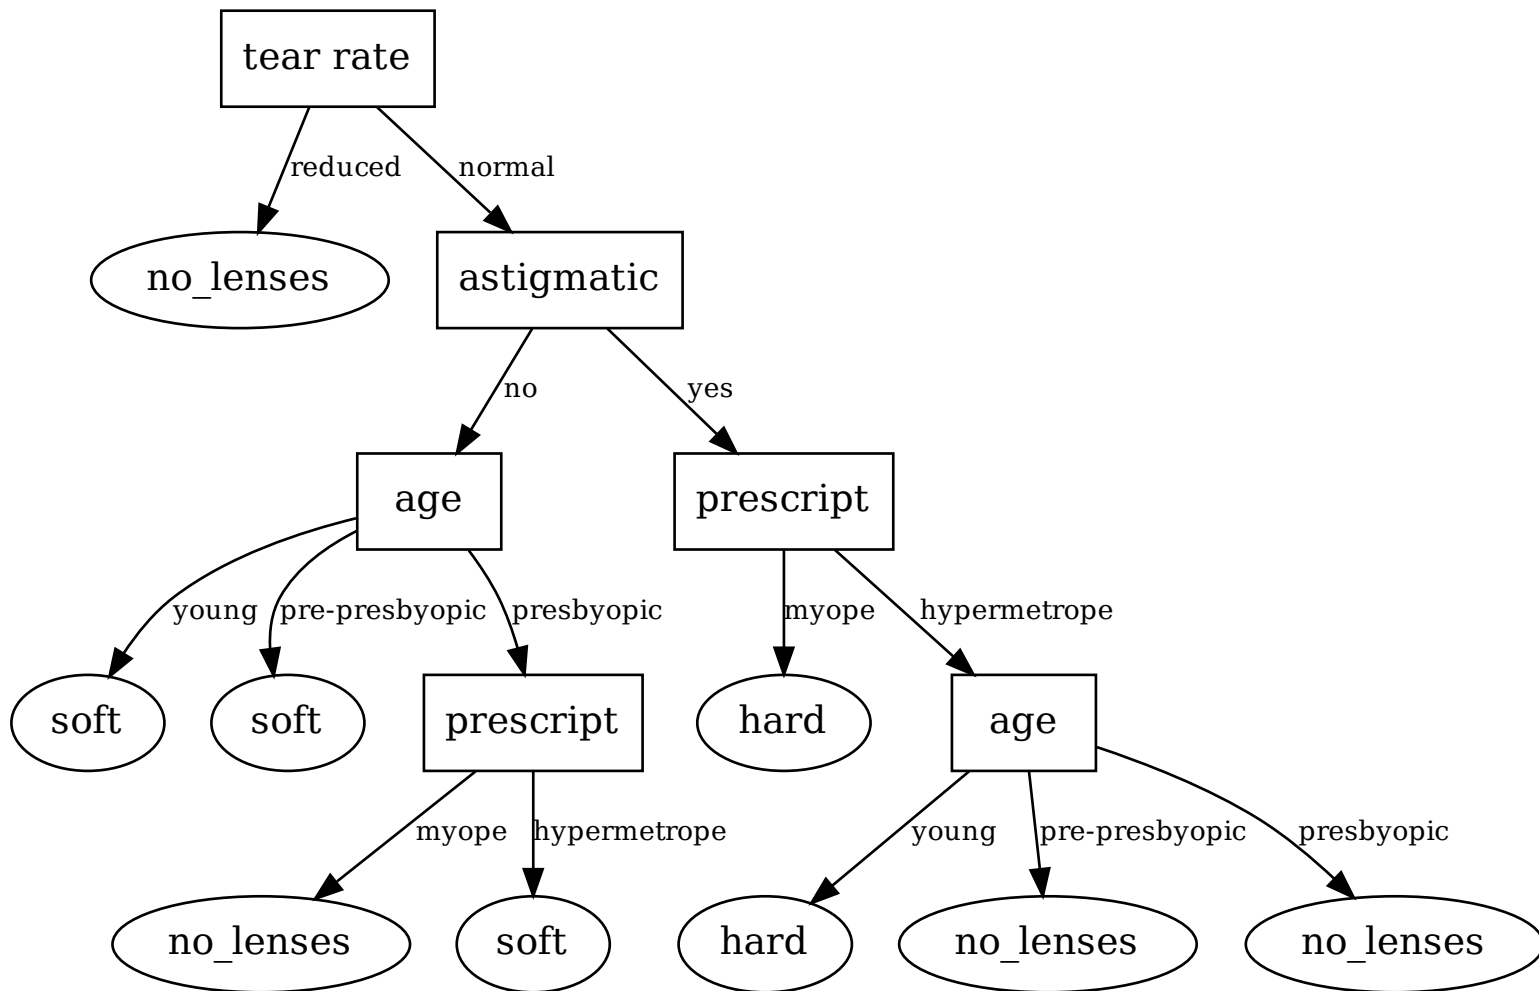 tear rate
reduced
normal
no_lenses
astigmatic
no
yes
age
prescript
young
pre-presbyopic
presbyopic
myope
hypermetrope
soft
soft
prescript
hard
age
myope
hypermetrope
young
pre-presbyopic
presbyopic
no_lenses
soft
hard
no_lenses
no_lenses